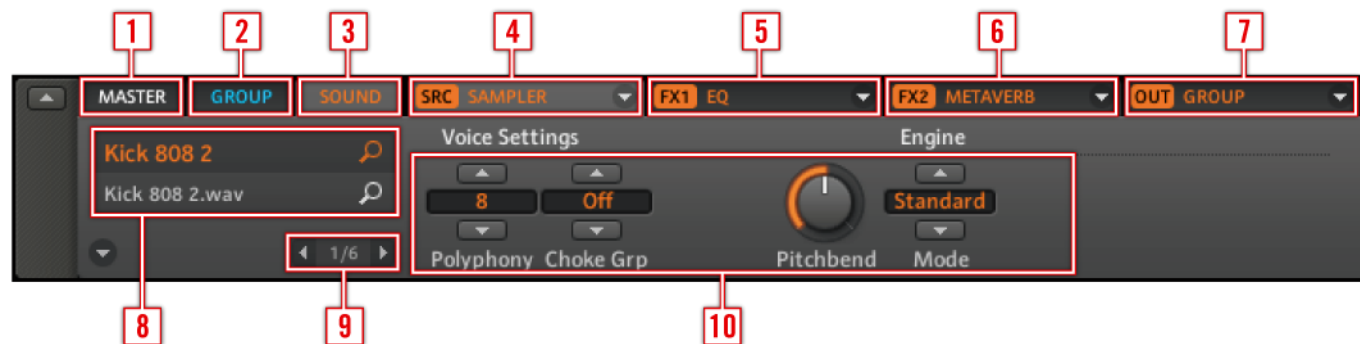 1 2 3 4 5 6 7
MASTER GROUP SOUND SRC SAMPLER FX1 EQ FX2 METAVERB OUT GROUP
Voice Settings Engine
Kick 808 2
Kick 808 2.wav
8 Off Standard
1/6
Polyphony Choke Grp Pitchbend Mode
8 9 10